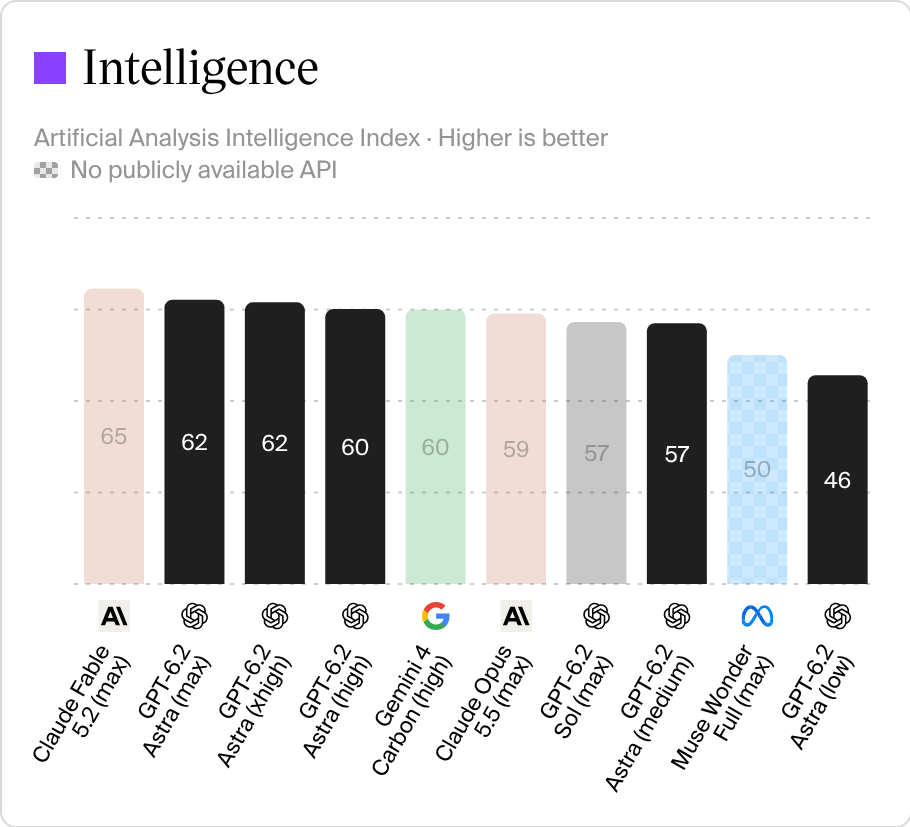 Intelligence
Artificial Analysis Intelligence Index · Higher is better
No publicly available API
65
62
62
60
60
59
57
57
50
46
Claude Fable
5.2 (max)
GPT-6.2
Astra (max)
GPT-6.2
Astra (xhigh)
GPT-6.2
Astra (high)
Gemini 4
Carbon (high)
Claude Opus
5.5 (max)
GPT-6.2
Sol (max)
GPT-6.2
Astra (medium)
Muse Wonder
Full (max)
GPT-6.2
Astra (low)